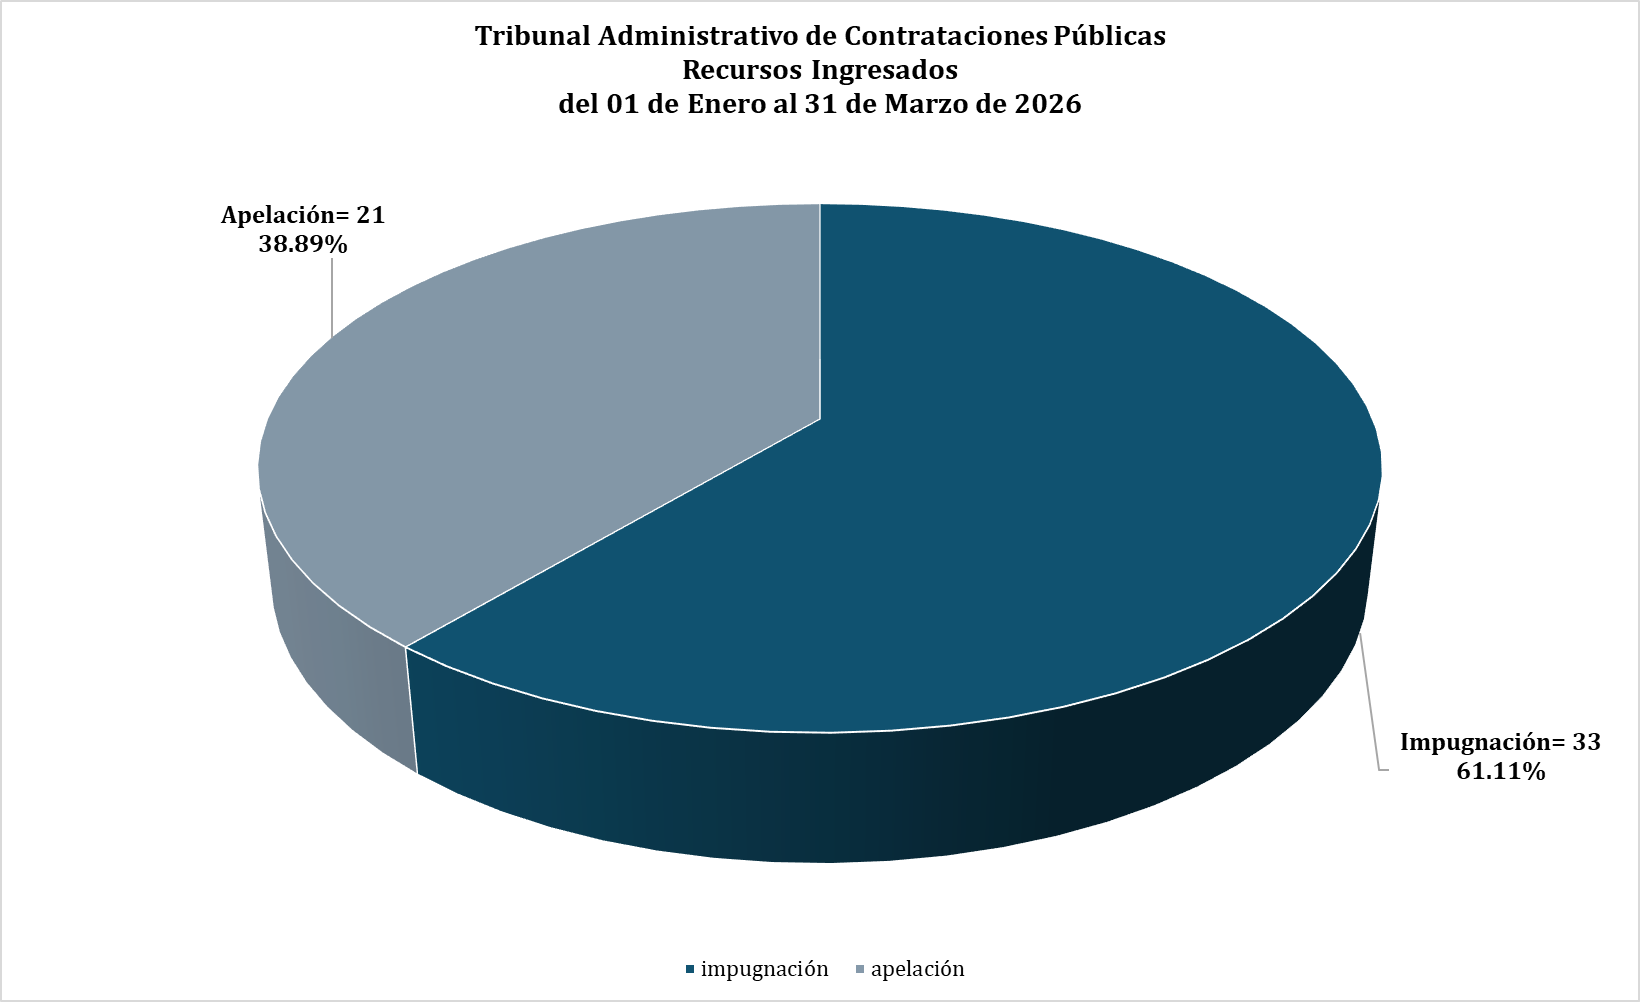 Tribunal Administrativo de Contrataciones Públicas
Recursos Ingresados
del 01 de Enero al 31 de Marzo de 2026
Apelación= 21
38.89%
Impugnación= 33
61.11%
impugnación
apelación